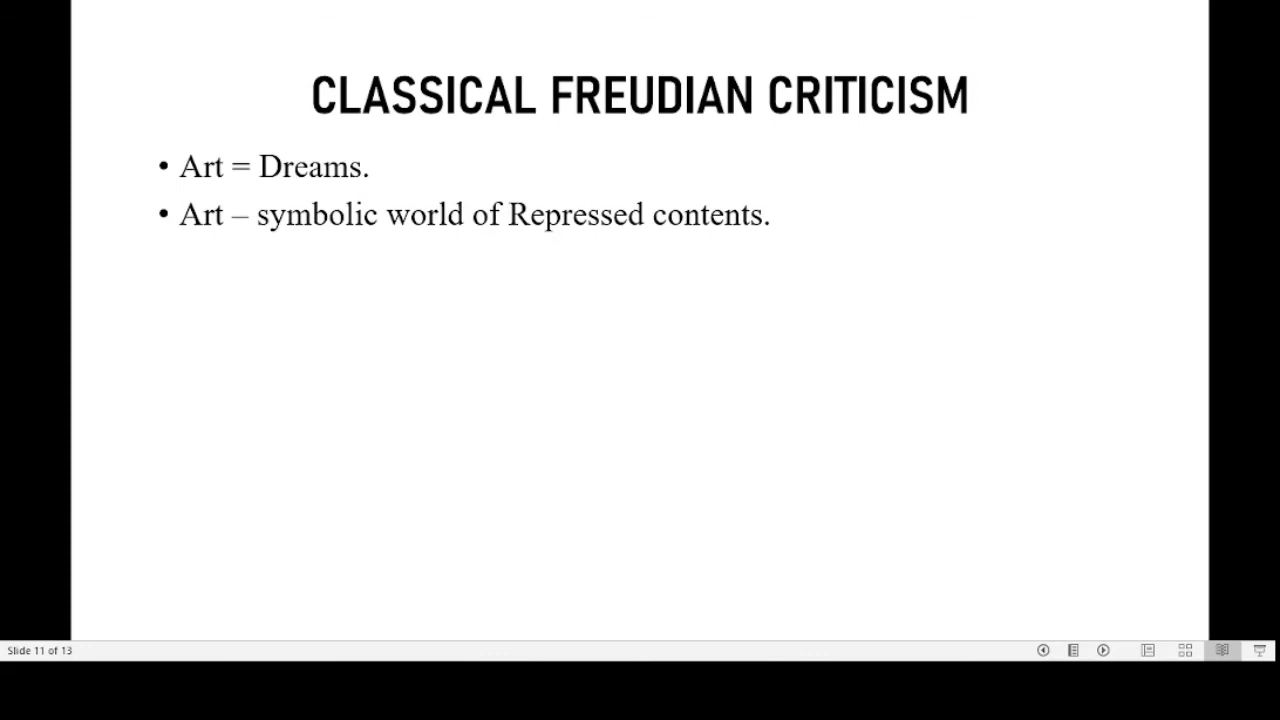 CLASSICAL FREUDIAN CRITICISM
• Art = Dreams.
• Art – symbolic world of Repressed contents.
Slide 11 of 13